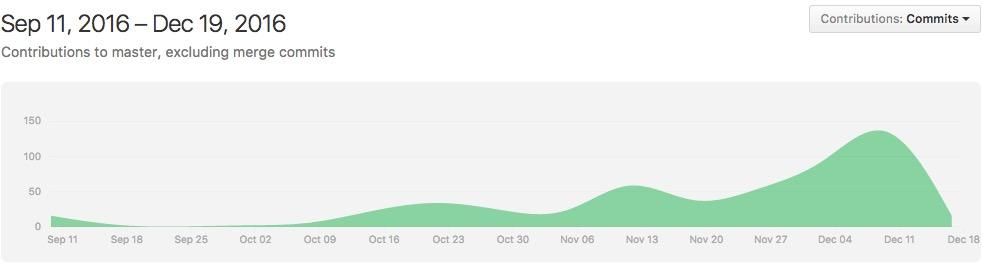 Sep 11, 2016 – Dec 19, 2016
Contributions: Commits
Contributions to master, excluding merge commits
150
100
50
0
Sep 11 Sep 18 Sep 25 Oct 02 Oct 09 Oct 16 Oct 23 Oct 30 Nov 06 Nov 13 Nov 20 Nov 27 Dec 04 Dec 11 Dec 18